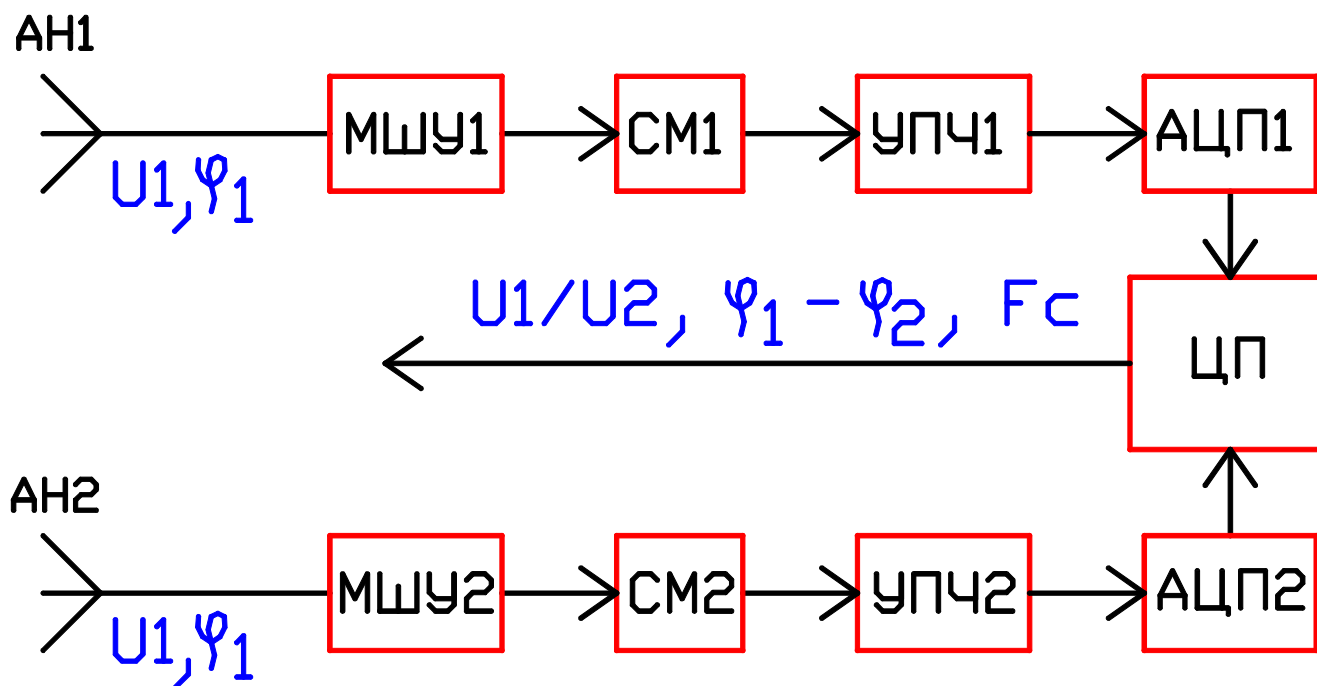 АН1
МШУ1 СМ1 УПЧ1 АЦП1
U1,φ1
U1/U2, φ1-φ2, Fc
ЦП
АН2
МШУ2 СМ2 УПЧ2 АЦП2
U1,φ1